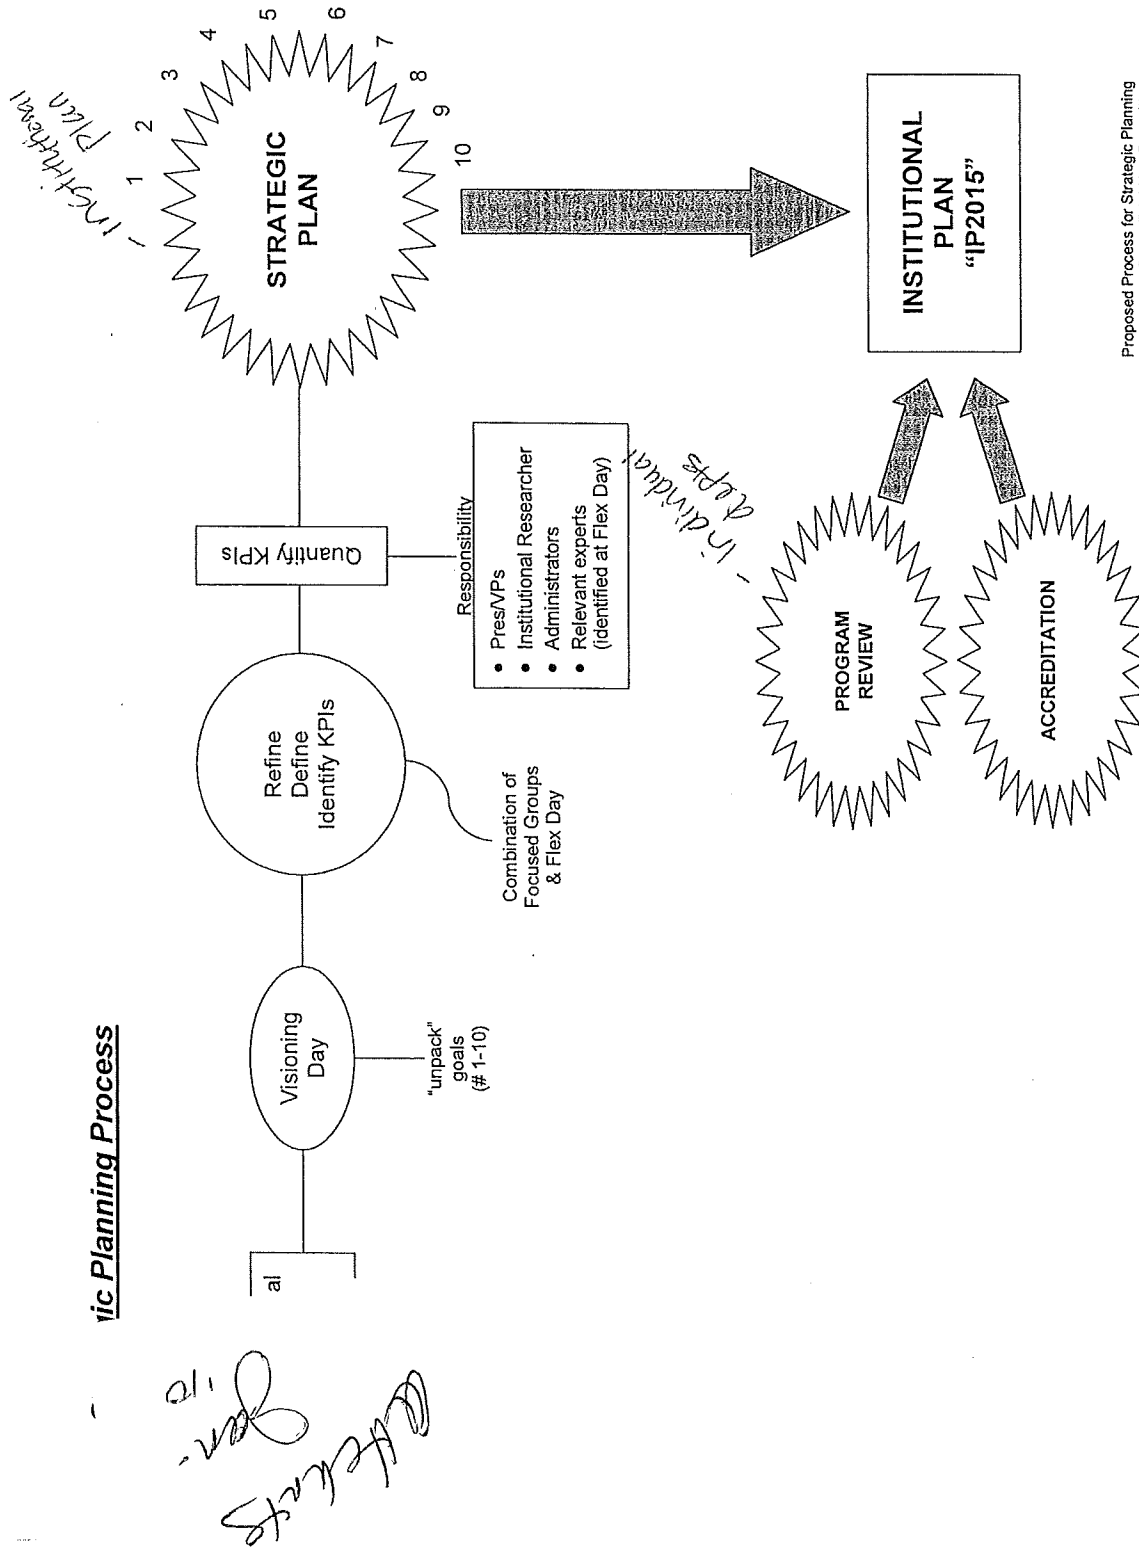 ic Planning Process
al
Visioning
Day
"unpack"
goals
(# 1-10)
Refine
Define
Identify KPIs
Combination of
Focused Groups
& Flex Day
Quantify KPIs
Responsibility
• Pres/VPs
• Institutional Researcher
• Administrators
• Relevant experts
(identified at Flex Day)
- Institutional
Plan
STRATEGIC
PLAN
1
2
3
4
5
6
7
8
9
10
- Individual
depts
PROGRAM
REVIEW
ACCREDITATION
INSTITUTIONAL
PLAN
"IP2015"
Jan.
'10
Proposed Process for Strategic Planning